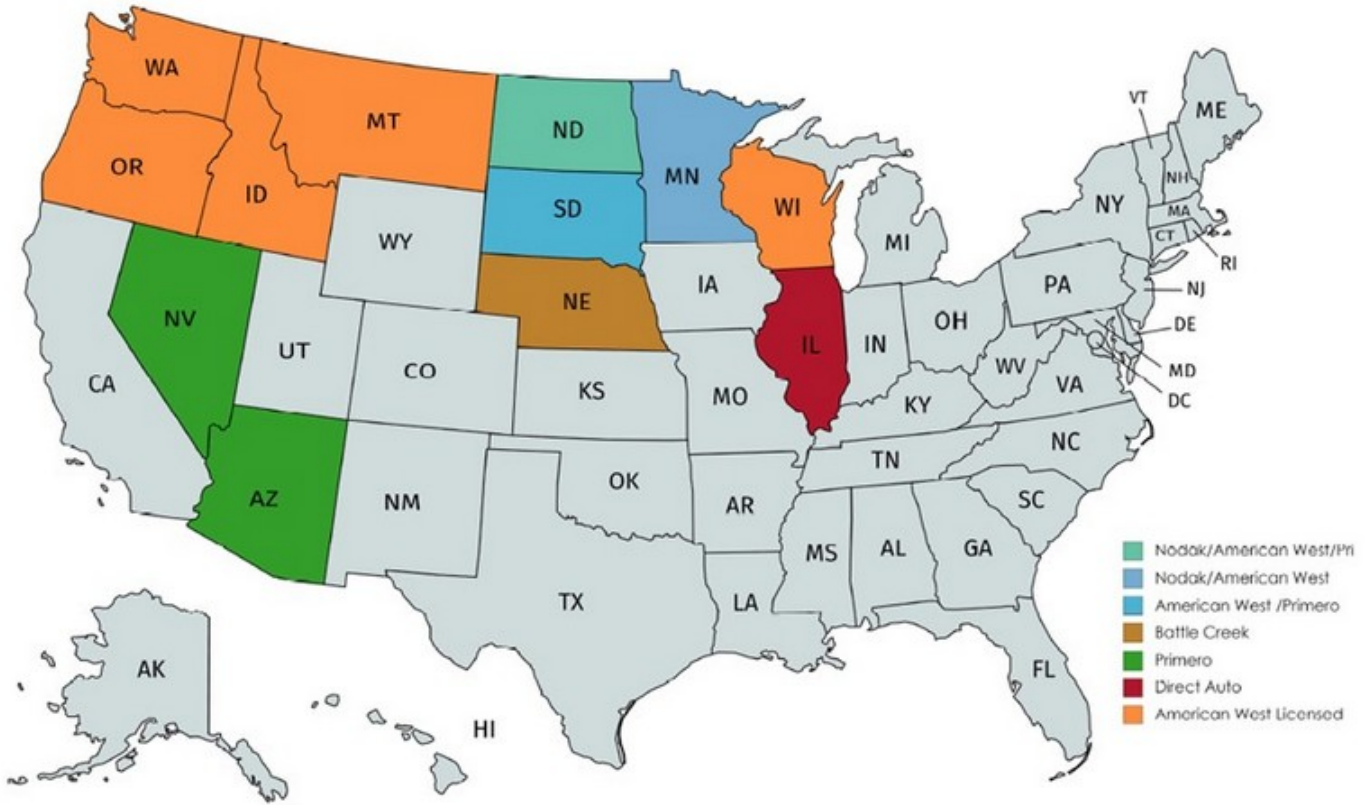 WA
MT
ND
MN
OR
ID
SD
WI
WY
MI
NY
VT
NH
ME
MA
CT
RI
NV
UT
CO
NE
IA
IL
IN
OH
PA
NJ
DE
MD
DC
WV
VA
CA
KS
MO
KY
NC
TN
AZ
NM
OK
AR
SC
MS
AL
GA
TX
LA
FL
AK
HI
Nodak/American West/Pri
Nodak/American West
American West /Primero
Battle Creek
Primero
Direct Auto
American West Licensed